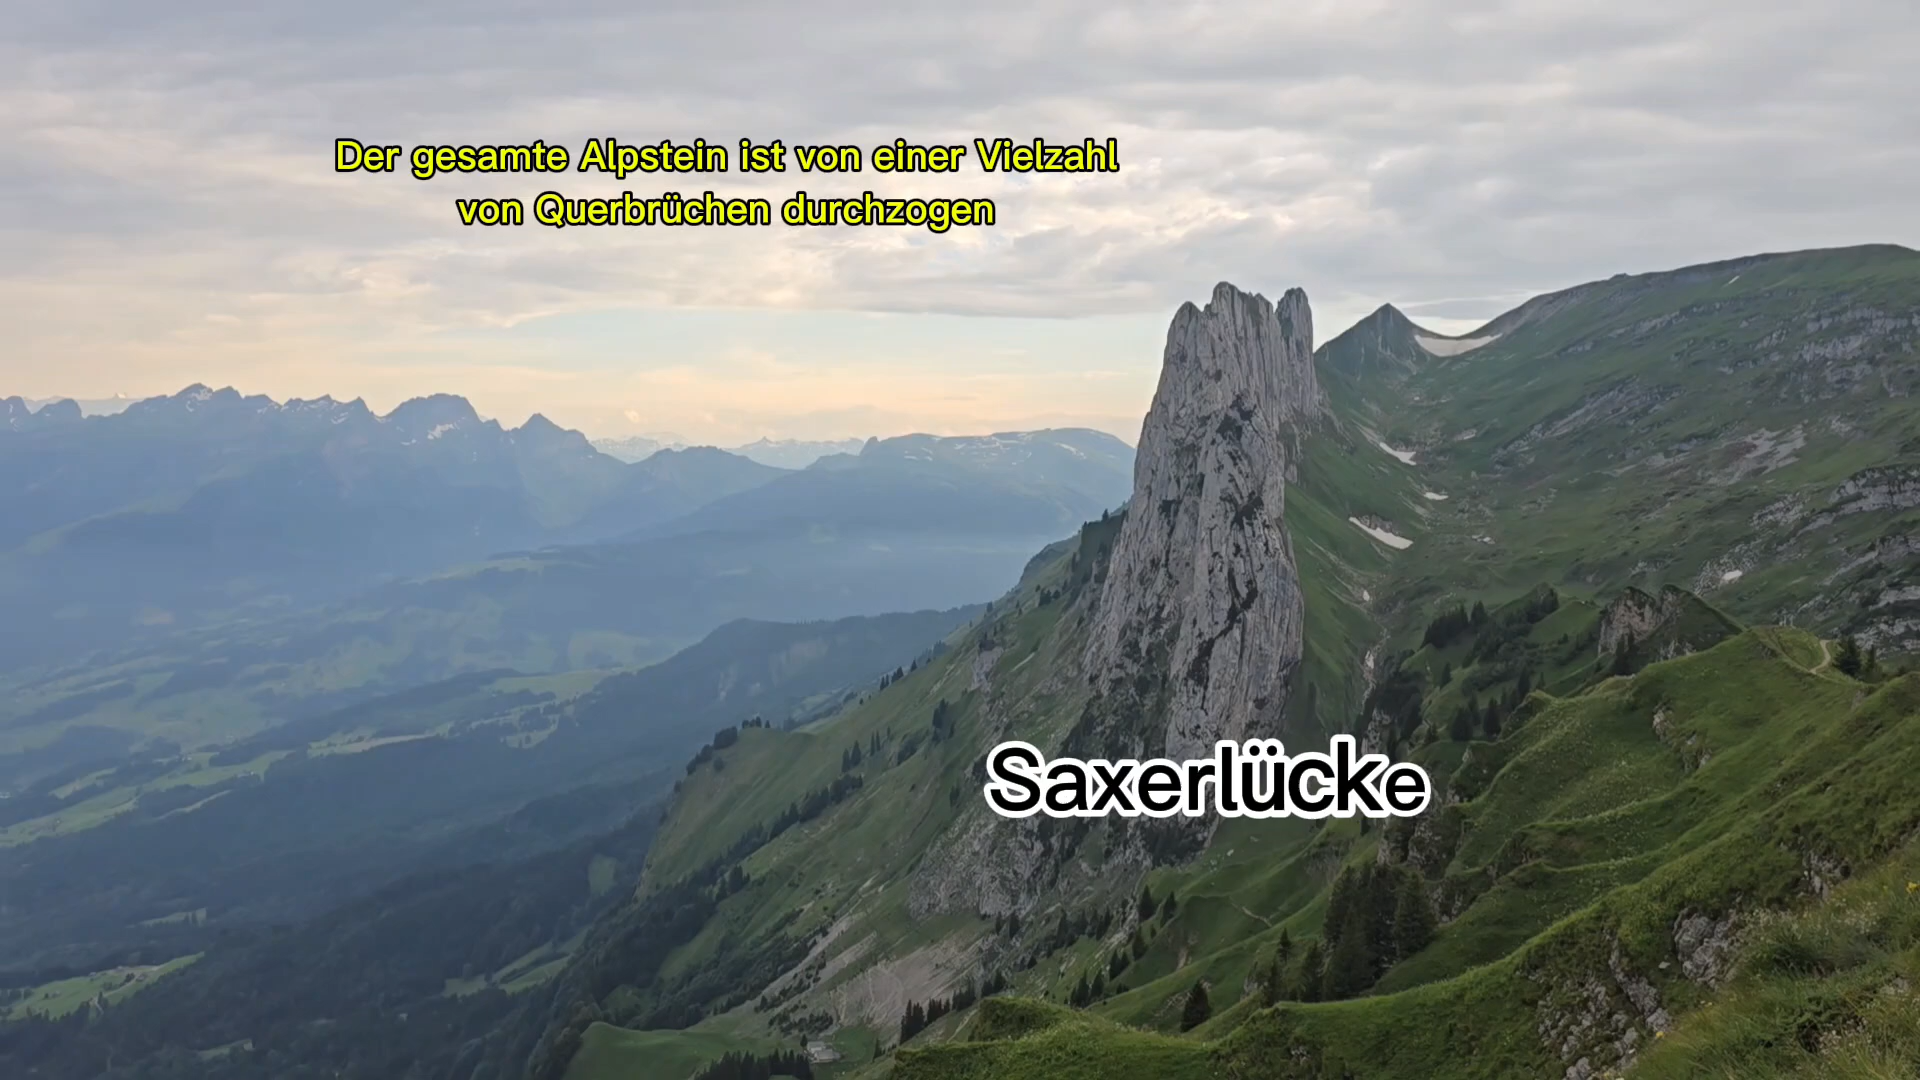 Der gesamte Alpstein ist von einer Vielzahl
von Querbrüchen durchzogen
Saxerlücke